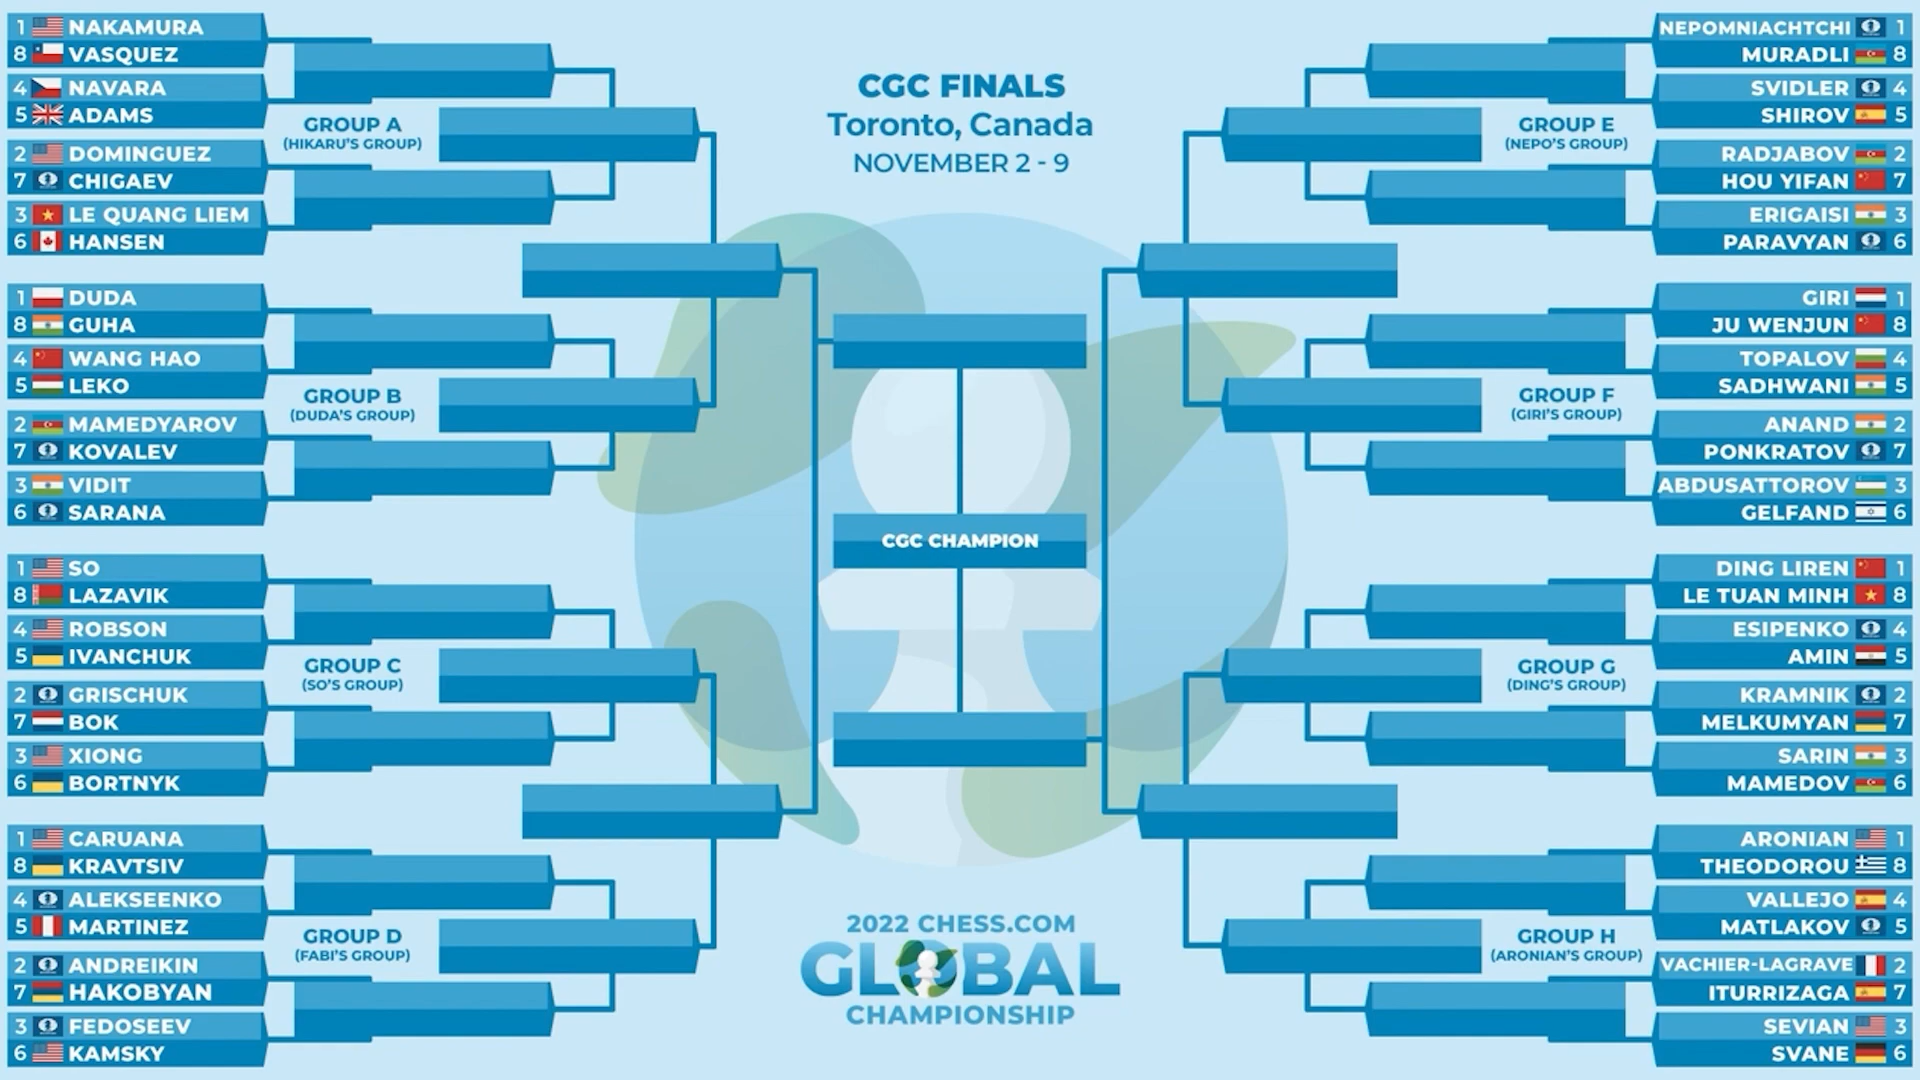 1 NAKAMURA
8 VASQUEZ
4 NAVARA
5 ADAMS
GROUP A
(HIKARU'S GROUP)
2 DOMINGUEZ
7 CHIGAEV
3 LE QUANG LIEM
6 HANSEN
1 DUDA
8 GUHA
4 WANG HAO
5 LEKO
GROUP B
(DUDA'S GROUP)
2 MAMEDYAROV
7 KOVALEV
3 VIDIT
6 SARANA
1 SO
8 LAZAVIK
4 ROBSON
5 IVANCHUK
GROUP C
(SO'S GROUP)
2 GRISCHUK
7 BOK
3 XIONG
6 BORTNYK
1 CARUANA
8 KRAVTSIV
4 ALEKSEENKO
5 MARTINEZ
GROUP D
(FABI'S GROUP)
2 ANDREIKIN
7 HAKOBYAN
3 FEDOSEEV
6 KAMSKY
CGC FINALS
Toronto, Canada
NOVEMBER 2 - 9
CGC CHAMPION
2022 CHESS.COM
GLOBAL
CHAMPIONSHIP
NEPOMNIACHTCHI 1
MURADLI 8
SVIDLER 4
SHIROV 5
GROUP E
(NEPO'S GROUP)
RADJABOV 2
HOU YIFAN 7
ERIGAISI 3
PARAVYAN 6
GIRI 1
JU WENJUN 8
TOPALOV 4
SADHWANI 5
GROUP F
(GIRI'S GROUP)
ANAND 2
PONKRATOV 7
ABDUSATTOROV 3
GELFAND 6
DING LIREN 1
LE TUAN MINH 8
ESIPENKO 4
AMIN 5
GROUP G
(DING'S GROUP)
KRAMNIK 2
MELKUMYAN 7
SARIN 3
MAMEDOV 6
ARONIAN 1
THEODOROU 8
VALLEJO 4
MATLAKOV 5
GROUP H
(ARONIAN'S GROUP)
VACHIER-LAGRAVE 2
ITURRIZAGA 7
SEVIAN 3
SVANE 6